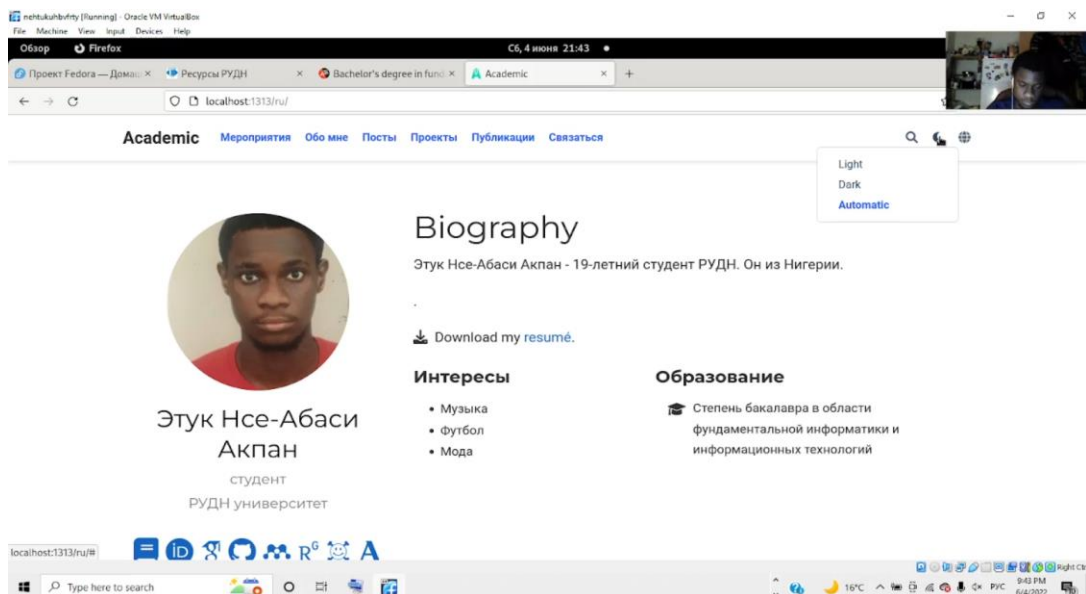 nehtukuhbvfrty [Running] - Oracle VM VirtualBox
File Machine View Input Devices Help
Обзор Firefox Сб, 4 июня 21:43
Проект Fedora — Домаш Ресурсы РУДН Bachelor's degree in fund Academic
localhost:1313/ru/
Academic Мероприятия Обо мне Посты Проекты Публикации Связаться
Light
Dark
Automatic
Biography
Этук Нсе-Абаси Акпан - 19-летний студент РУДН. Он из Нигерии.
.
Download my resumé.
Интересы
• Музыка
• Футбол
• Мода
Образование
Степень бакалавра в области
фундаментальной информатики и
информационных технологий
Этук Нсе-Абаси
Акпан
студент
РУДН университет
iD R G A
localhost:1313/ru/#
Right Ctr
Type here to search 16°C РУС 9:43 PM
6/4/2022